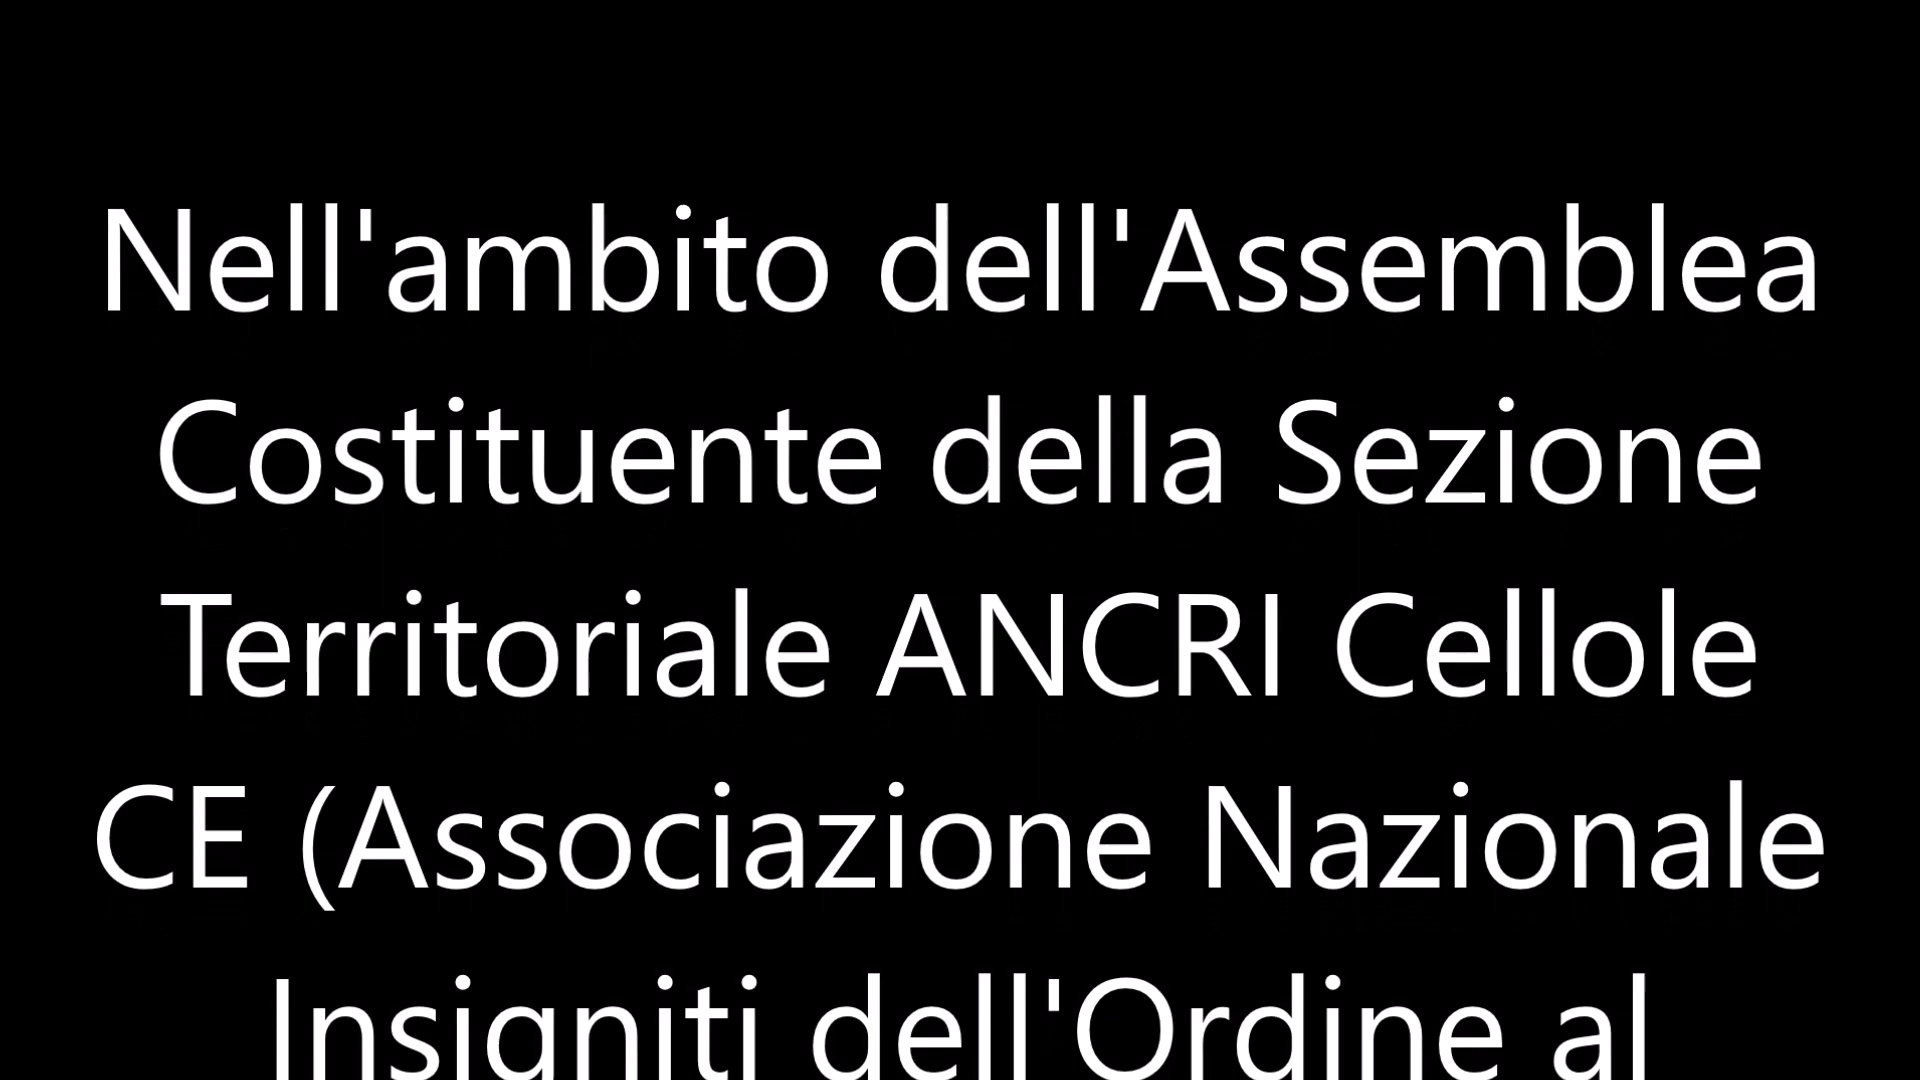 Nell'ambito dell'Assemblea
Costituente della Sezione
Territoriale ANCRI Cellole
CE (Associazione Nazionale
Insigniti dell'Ordine al